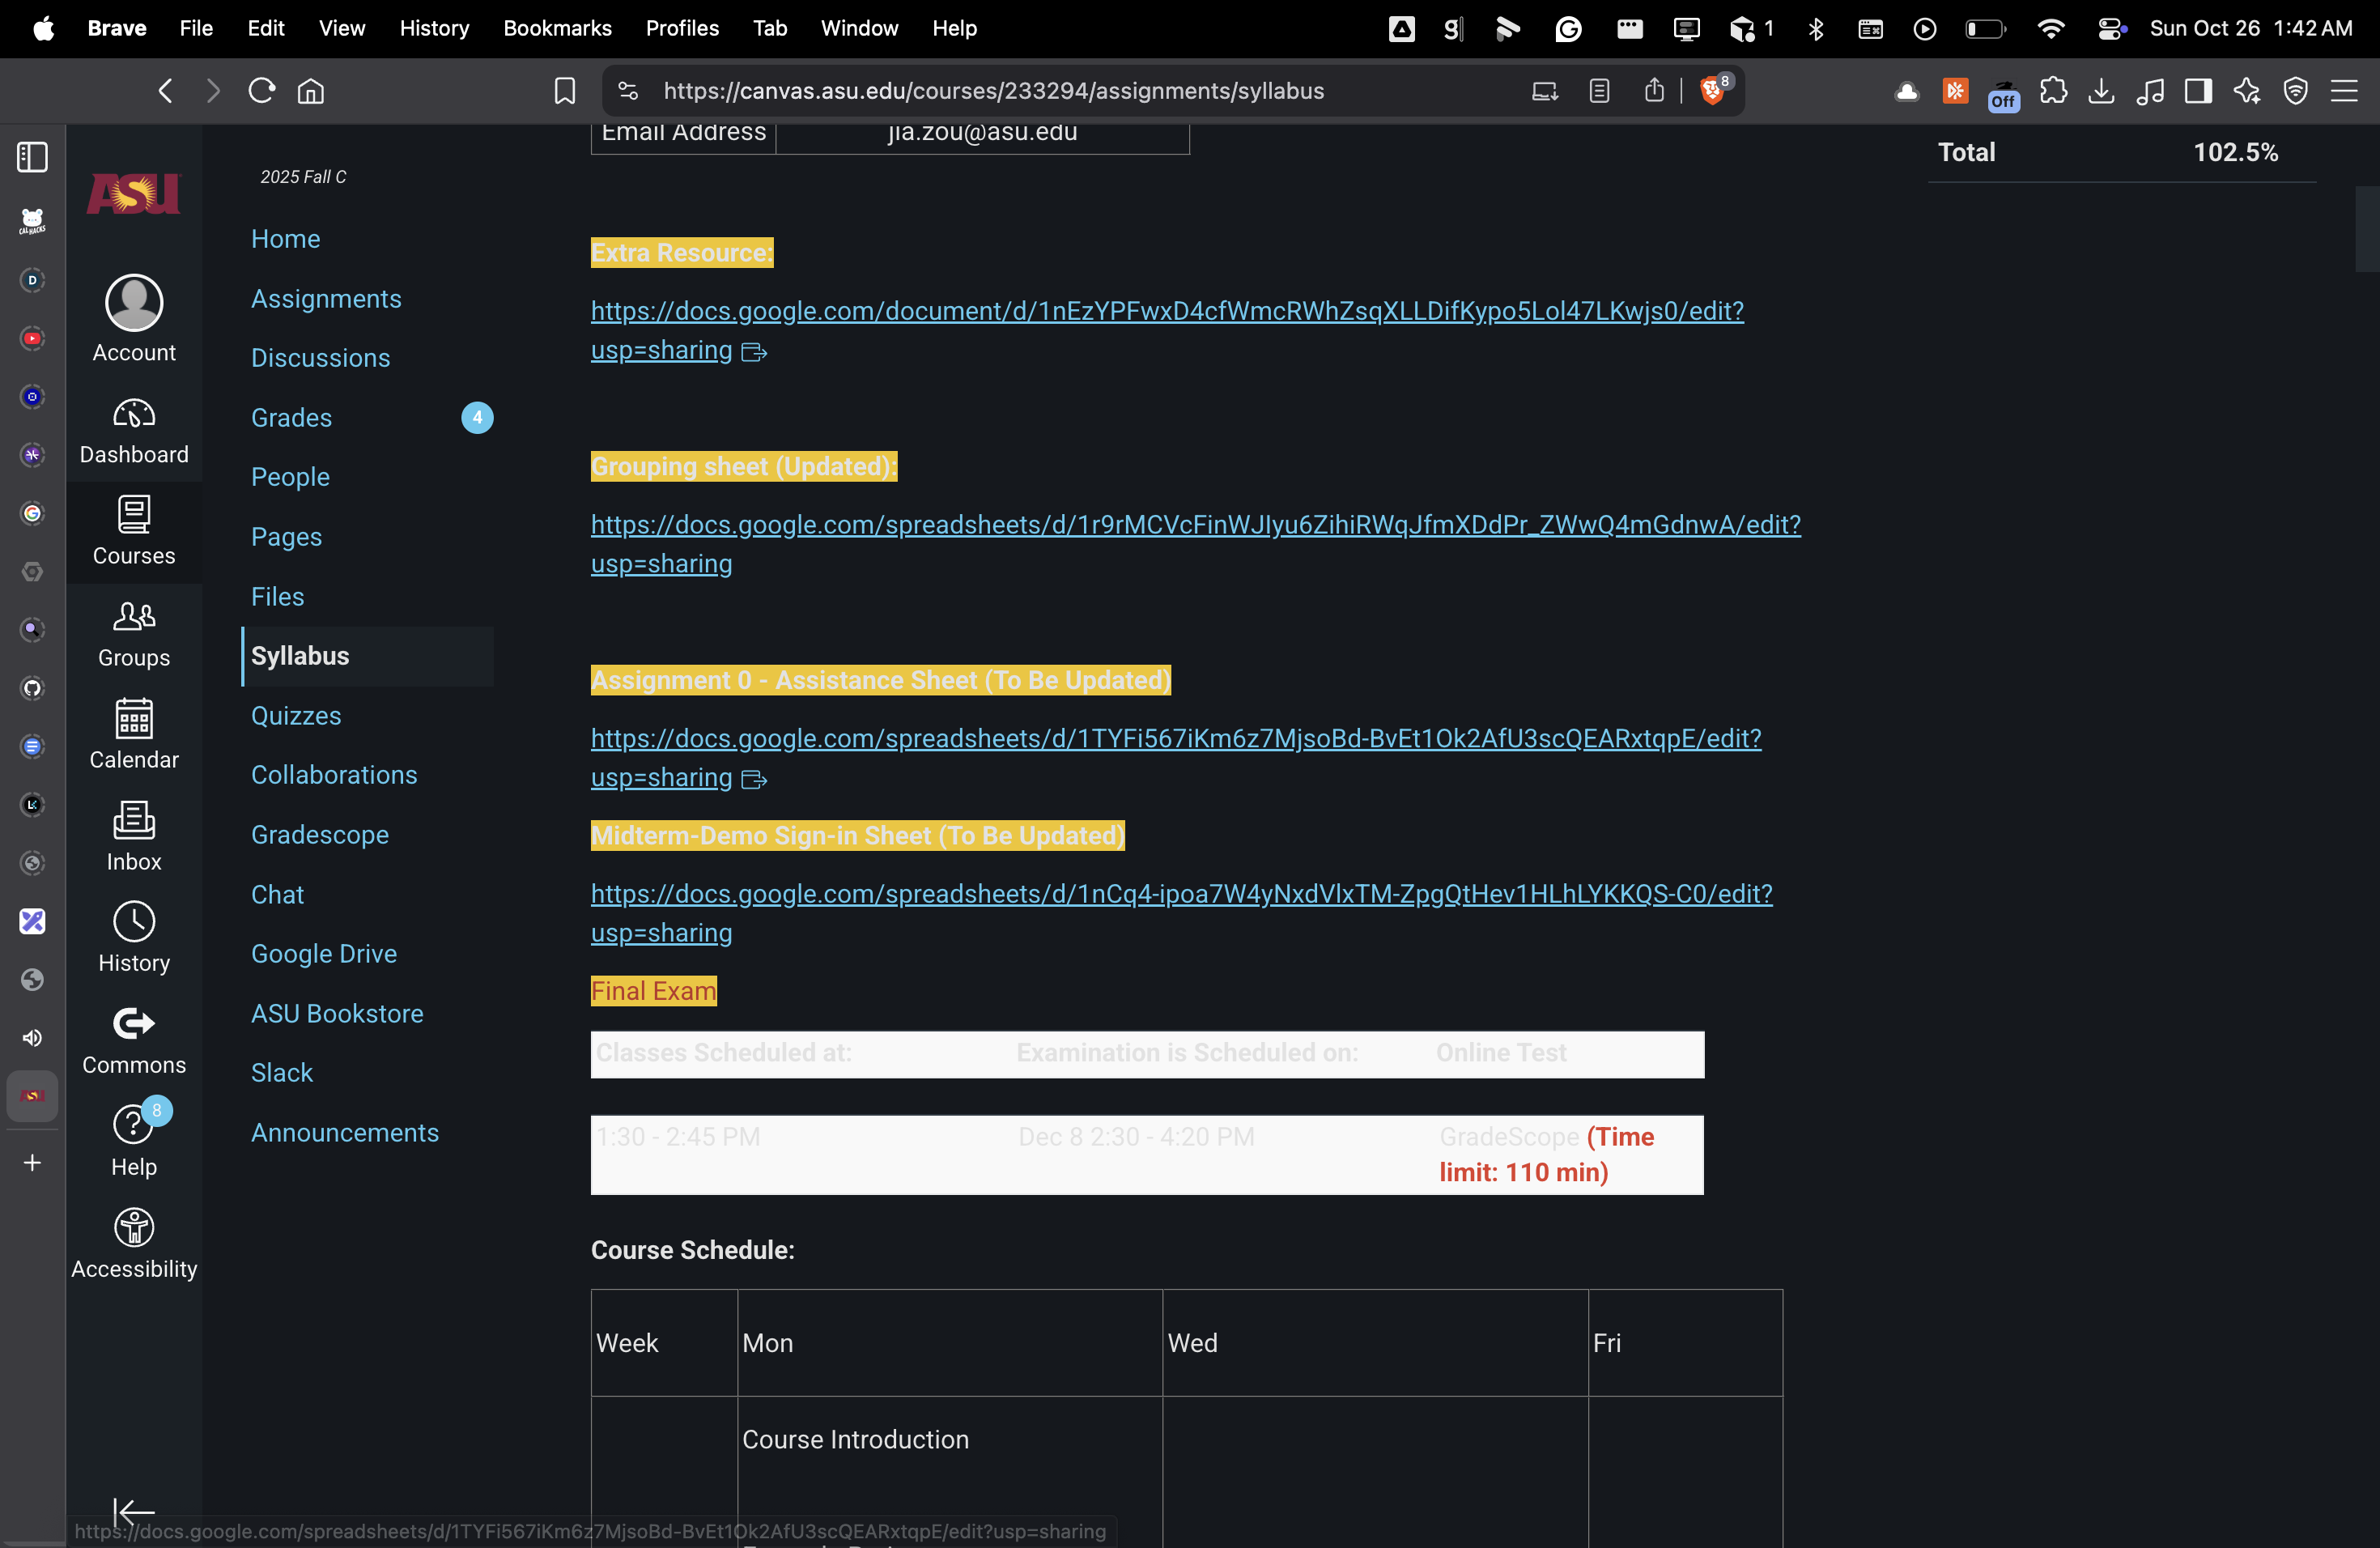 Brave File Edit View History Bookmarks Profiles Tab Window Help 1 Sun Oct 26 1:42 AM
https://canvas.asu.edu/courses/233294/assignments/syllabus
8
Off
CAL HACKS
D
ASU
Account
Dashboard
Courses
Groups
Calendar
Inbox
History
Commons
8
Help
Accessibility
2025 Fall C
Home
Assignments
Discussions
Grades 4
People
Pages
Files
Syllabus
Quizzes
Collaborations
Gradescope
Chat
Google Drive
ASU Bookstore
Slack
Announcements
Email Address jia.zou@asu.edu
Extra Resource:
https://docs.google.com/document/d/1nEzYPFwxD4cfWmcRWhZsqXLLDifKypo5Lol47LKwjs0/edit?
usp=sharing
Grouping sheet (Updated):
https://docs.google.com/spreadsheets/d/1r9rMCVcFinWJIyu6ZihiRWqJfmXDdPr_ZWwQ4mGdnwA/edit?
usp=sharing
Assignment 0 - Assistance Sheet (To Be Updated)
https://docs.google.com/spreadsheets/d/1TYFi567iKm6z7MjsoBd-BvEt1Ok2AfU3scQEARxtqpE/edit?
usp=sharing
Midterm-Demo Sign-in Sheet (To Be Updated)
https://docs.google.com/spreadsheets/d/1nCq4-ipoa7W4yNxdVlxTM-ZpgQtHev1HLhLYKKQS-C0/edit?
usp=sharing
Final Exam
Classes Scheduled at: Examination is Scheduled on: Online Test
1:30 - 2:45 PM Dec 8 2:30 - 4:20 PM GradeScope (Time
limit: 110 min)
Course Schedule:
Week Mon Wed Fri
Course Introduction
Total 102.5%
https://docs.google.com/spreadsheets/d/1TYFi567iKm6z7MjsoBd-BvEt1Ok2AfU3scQEARxtqpE/edit?usp=sharing